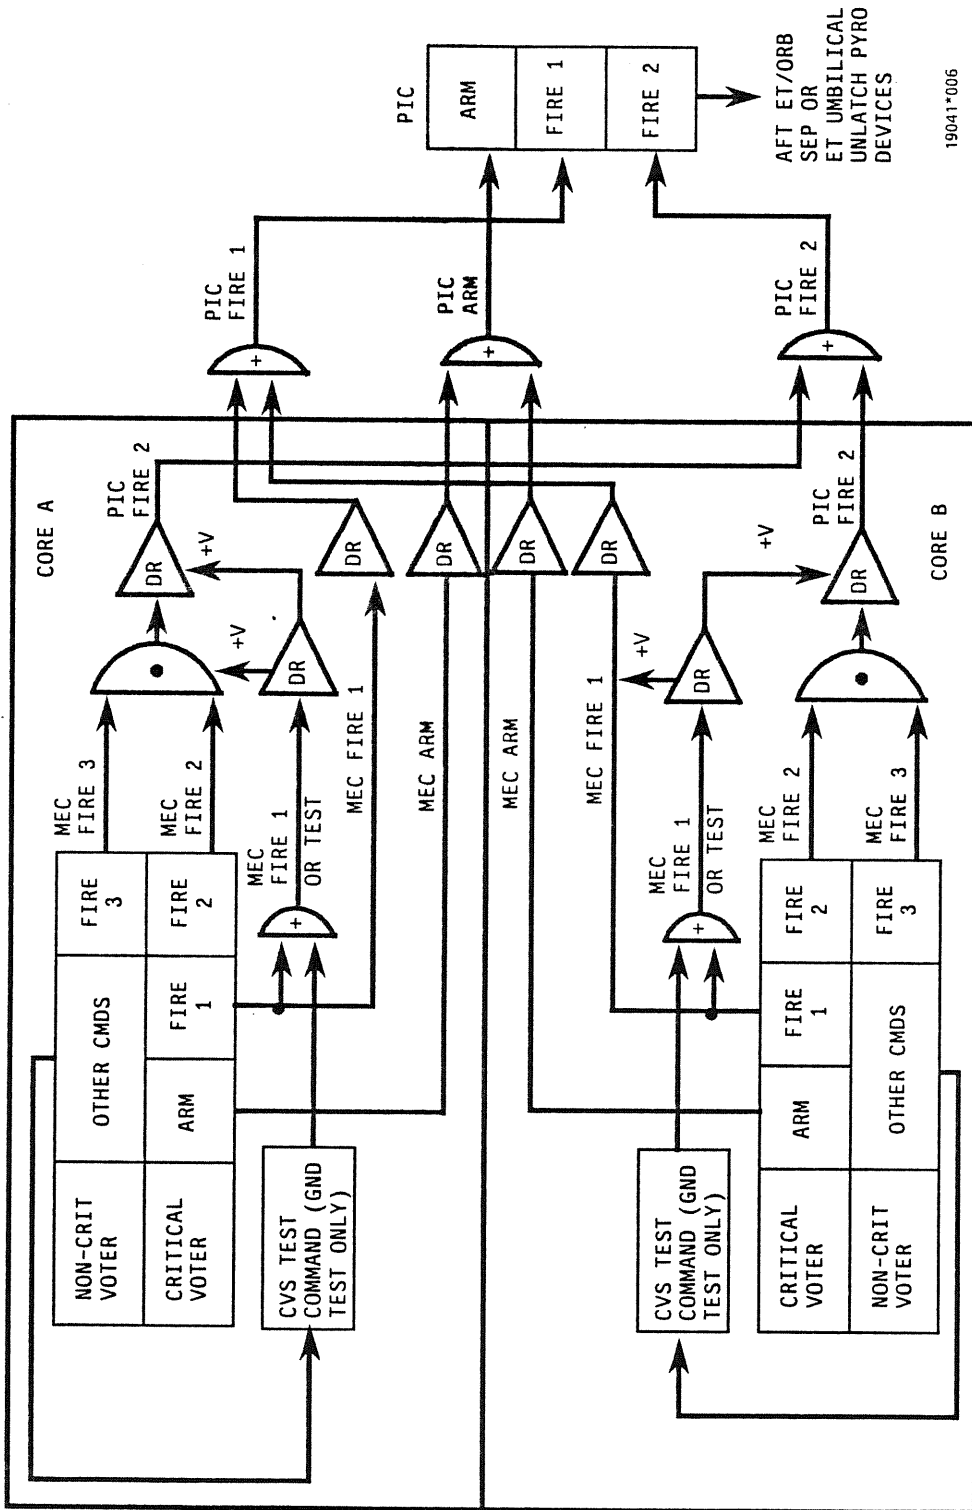 CORE A
NON-CRIT
VOTER
OTHER CMDS
FIRE
3
CRITICAL
VOTER
ARM
FIRE
1
FIRE
2
MEC
FIRE 3
MEC
FIRE 2
DR
PIC
FIRE 2
+V
+V
DR
CVS TEST
COMMAND (GND
TEST ONLY)
+
MEC
FIRE 1
OR TEST
MEC FIRE 1
DR
MEC ARM
DR
+
PIC
FIRE 1
+
PIC
ARM
PIC
ARM
FIRE 1
FIRE 2
AFT ET/ORB
SEP OR
ET UMBILICAL
UNLATCH PYRO
DEVICES
MEC ARM
DR
MEC FIRE 1
DR
+V
DR
+V
CVS TEST
COMMAND (GND
TEST ONLY)
+
MEC
FIRE 1
OR TEST
CRITICAL
VOTER
ARM
FIRE
1
FIRE
2
NON-CRIT
VOTER
OTHER CMDS
FIRE
3
MEC
FIRE 2
MEC
FIRE 3
DR
PIC
FIRE 2
+
PIC
FIRE 2
CORE B
19041*006